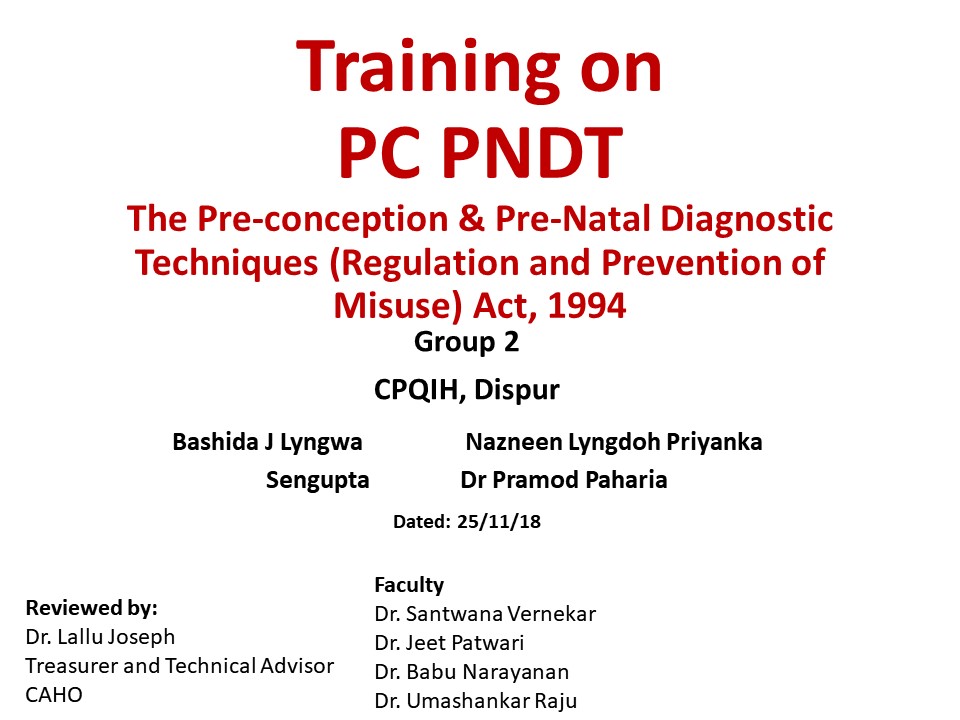 Training on
PC PNDT
The Pre-conception & Pre-Natal Diagnostic
Techniques (Regulation and Prevention of
Misuse) Act, 1994
Group 2
CPQIH, Dispur
Bashida J Lyngwa Nazneen Lyngdoh Priyanka
Sengupta Dr Pramod Paharia
Dated: 25/11/18
Reviewed by:
Dr. Lallu Joseph
Treasurer and Technical Advisor
CAHO
Faculty
Dr. Santwana Vernekar
Dr. Jeet Patwari
Dr. Babu Narayanan
Dr. Umashankar Raju